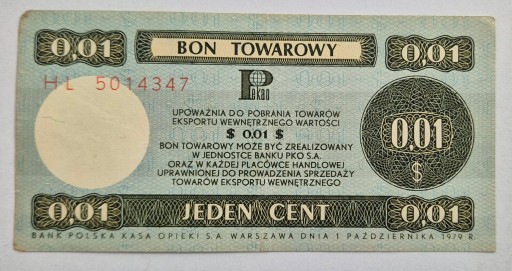 0,01 BON TOWAROWY 0,01
HL 5014347
Pekao
UPOWAŻNIA DO POBRANIA TOWARÓW
EKSPORTU WEWNĘTRZNEGO WARTOŚCI
$ 0,01 $
BON TOWAROWY MOŻE BYĆ ZREALIZOWANY
W JEDNOSTCE BANKU PKO S.A.
ORAZ W KAŻDEJ PLACÓWCE HANDLOWEJ
UPRAWNIONEJ DO PROWADZENIA SPRZEDAŻY
TOWARÓW EKSPORTU WEWNĘTRZNEGO
0,01
$
0,01 JEDEN CENT 0,01
BANK POLSKA KASA OPIEKI S.A. WARSZAWA DNIA 1 PAŹDZIERNIKA 1979 R.